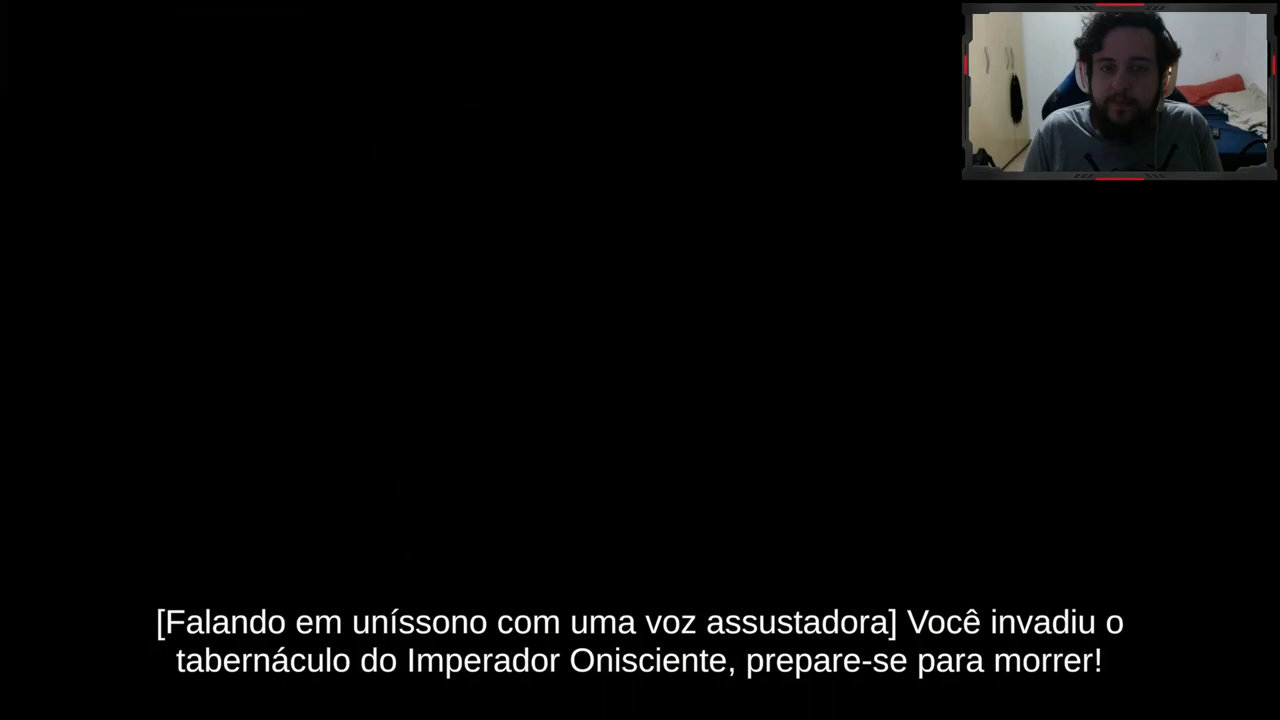 [Falando em uníssono com uma voz assustadora] Você invadiu o
tabernáculo do Imperador Onisciente, prepare-se para morrer!